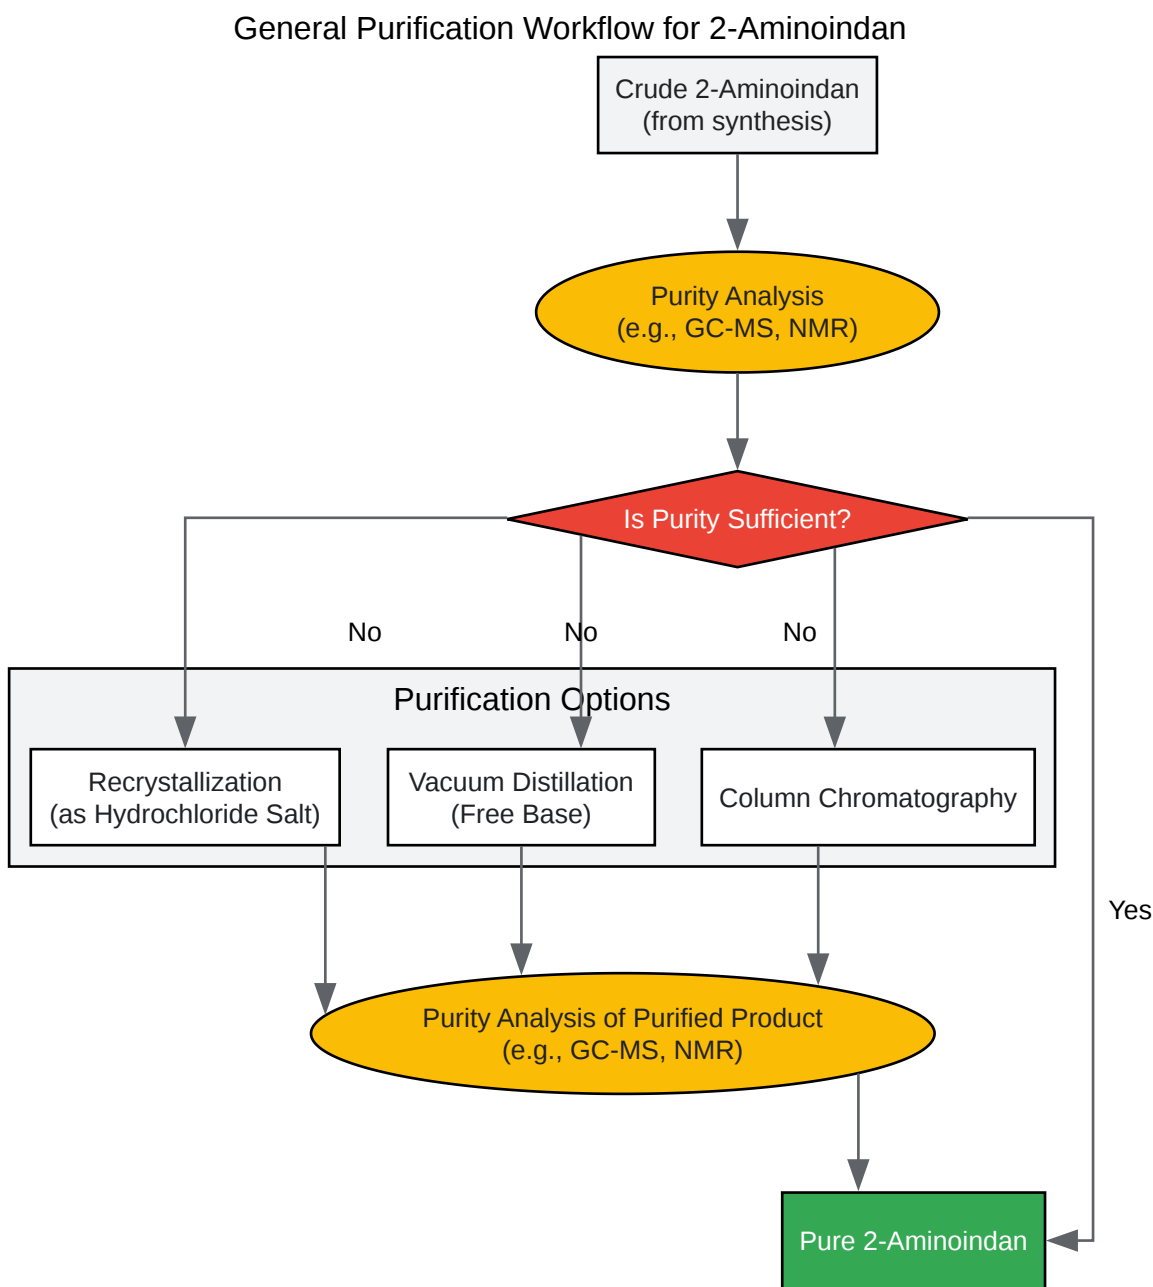 General Purification Workflow for 2-Aminoindan
Crude 2-Aminoindan
(from synthesis)
Purity Analysis
(e.g., GC-MS, NMR)
Is Purity Sufficient?
No
No
No
Purification Options
Recrystallization
(as Hydrochloride Salt)
Vacuum Distillation
(Free Base)
Column Chromatography
Yes
Purity Analysis of Purified Product
(e.g., GC-MS, NMR)
Pure 2-Aminoindan